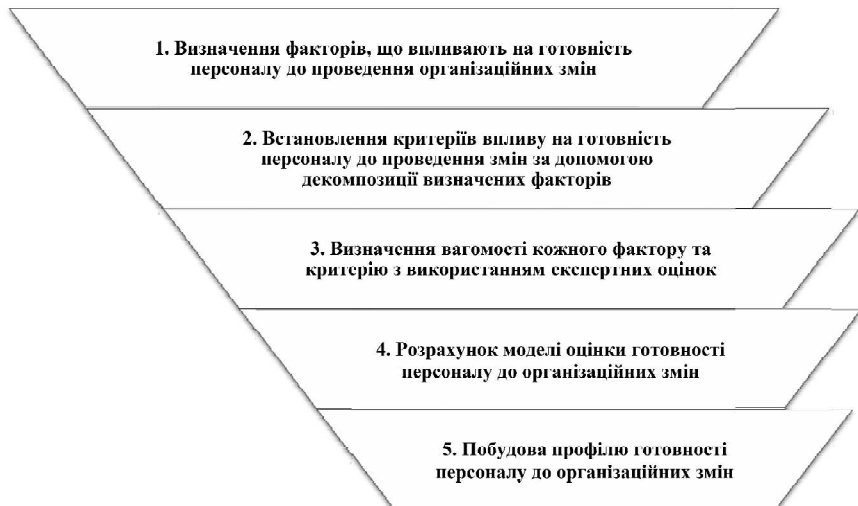 1. Визначення факторів, що впливають на готовність
персоналу до проведення організаційних змін
2. Встановлення критеріїв впливу на готовність
персоналу до проведення змін за допомогою
декомпозиції визначених факторів
3. Визначення вагомості кожного фактору та
критерію з використанням експертних оцінок
4. Розрахунок моделі оцінки готовності
персоналу до організаційних змін
5. Побудова профілю готовності
персоналу до організаційних змін